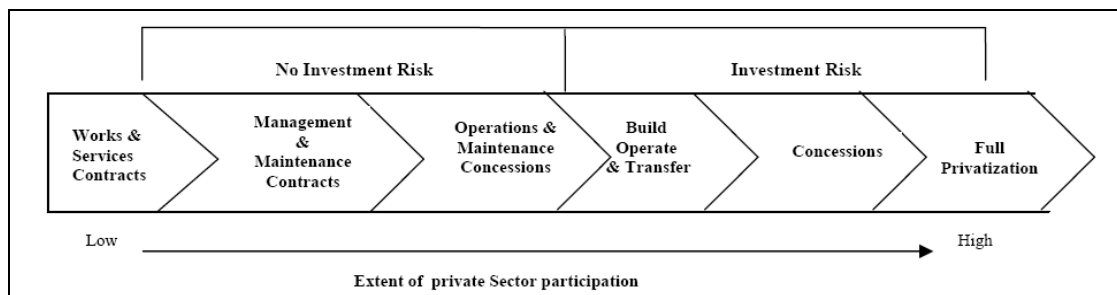 No Investment Risk
Investment Risk
Works &
Services
Contracts
Management
&
Maintenance
Contracts
Operations &
Maintenance
Concessions
Build
Operate
& Transfer
Concessions
Full
Privatization
Low
High
Extent of private Sector participation